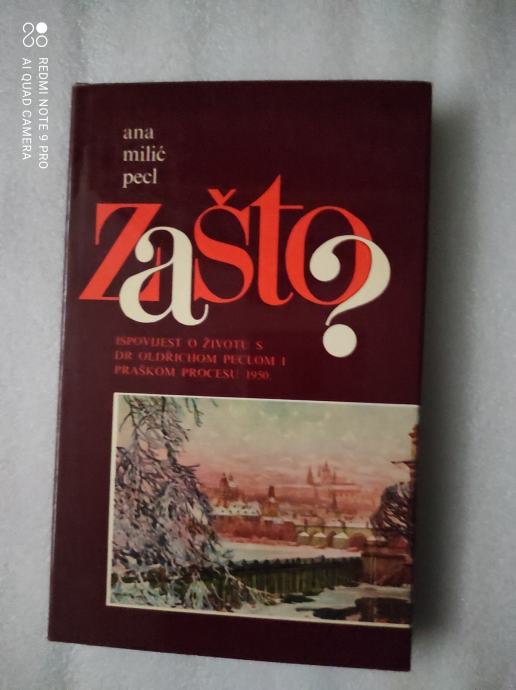 REDMI NOTE 9 PRO
AI QUAD CAMERA
ana
milić
pecl
zašto?
ISPOVIJEST O ŽIVOTU S
DR OLDŘICHOM PECLOM I
PRAŠKOM PROCESU 1950.